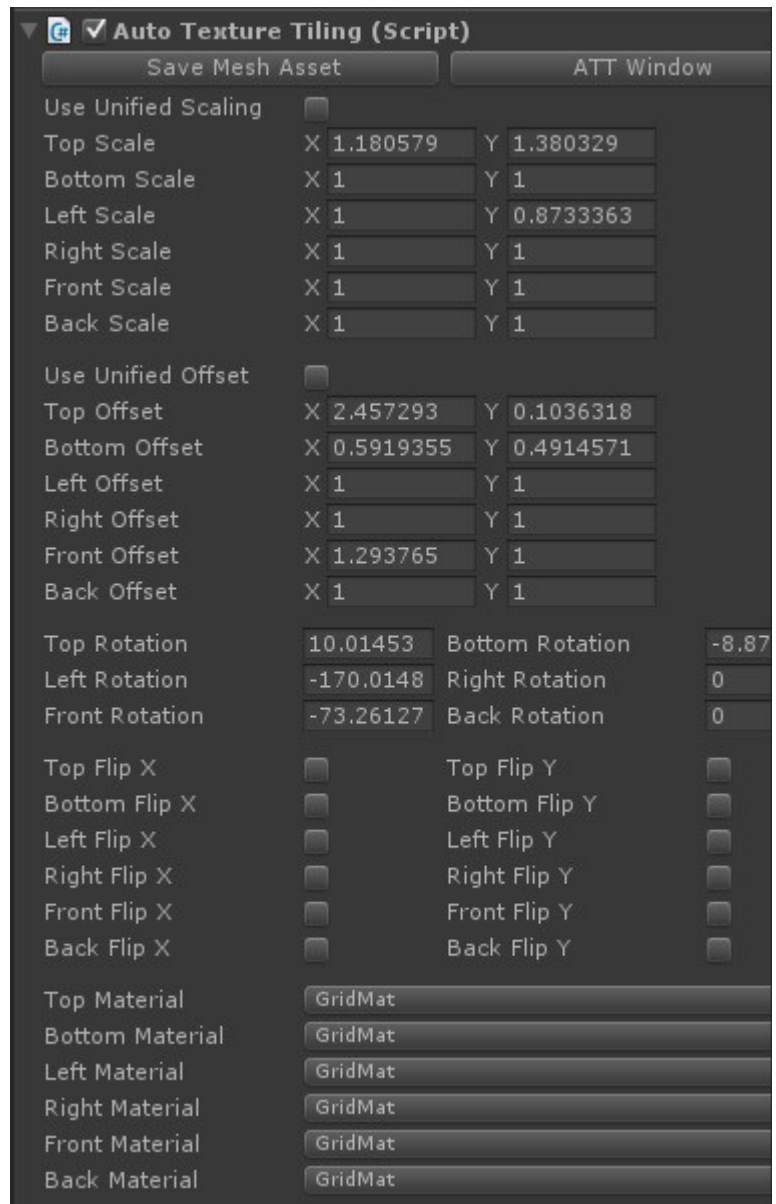 Auto Texture Tiling (Script)
Save Mesh Asset ATT Window
Use Unified Scaling
Top Scale X 1.180579 Y 1.380329
Bottom Scale X 1 Y 1
Left Scale X 1 Y 0.8733363
Right Scale X 1 Y 1
Front Scale X 1 Y 1
Back Scale X 1 Y 1
Use Unified Offset
Top Offset X 2.457293 Y 0.1036318
Bottom Offset X 0.5919355 Y 0.4914571
Left Offset X 1 Y 1
Right Offset X 1 Y 1
Front Offset X 1.293765 Y 1
Back Offset X 1 Y 1
Top Rotation 10.01453 Bottom Rotation -8.87
Left Rotation -170.0148 Right Rotation 0
Front Rotation -73.26127 Back Rotation 0
Top Flip X Top Flip Y
Bottom Flip X Bottom Flip Y
Left Flip X Left Flip Y
Right Flip X Right Flip Y
Front Flip X Front Flip Y
Back Flip X Back Flip Y
Top Material GridMat
Bottom Material GridMat
Left Material GridMat
Right Material GridMat
Front Material GridMat
Back Material GridMat